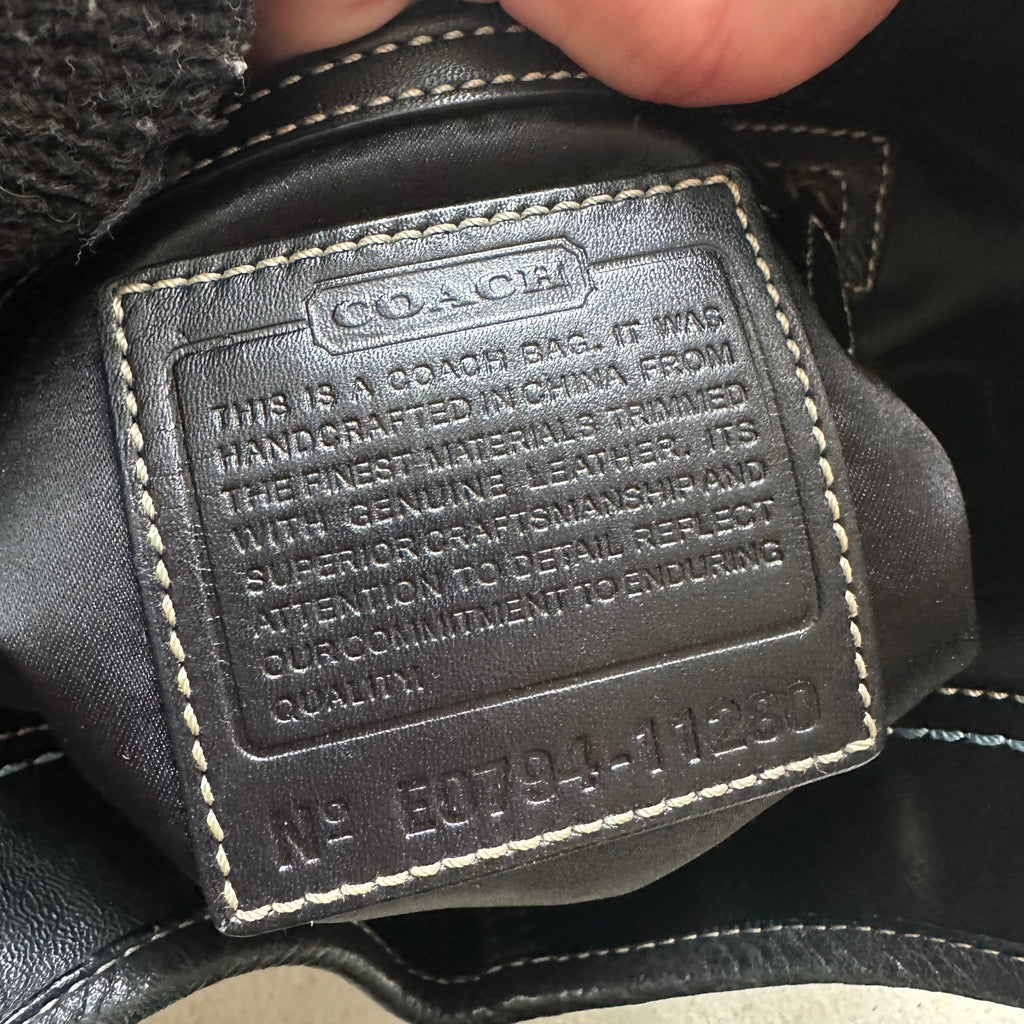 COACH
THIS IS A COACH BAG. IT WAS
HANDCRAFTED IN CHINA FROM
THE FINEST MATERIALS TRIMMED
WITH GENUINE LEATHER. ITS
SUPERIOR CRAFTSMANSHIP AND
ATTENTION TO DETAIL REFLECT
OUR COMMITMENT TO ENDURING
QUALITY.
Nº E0794-11280